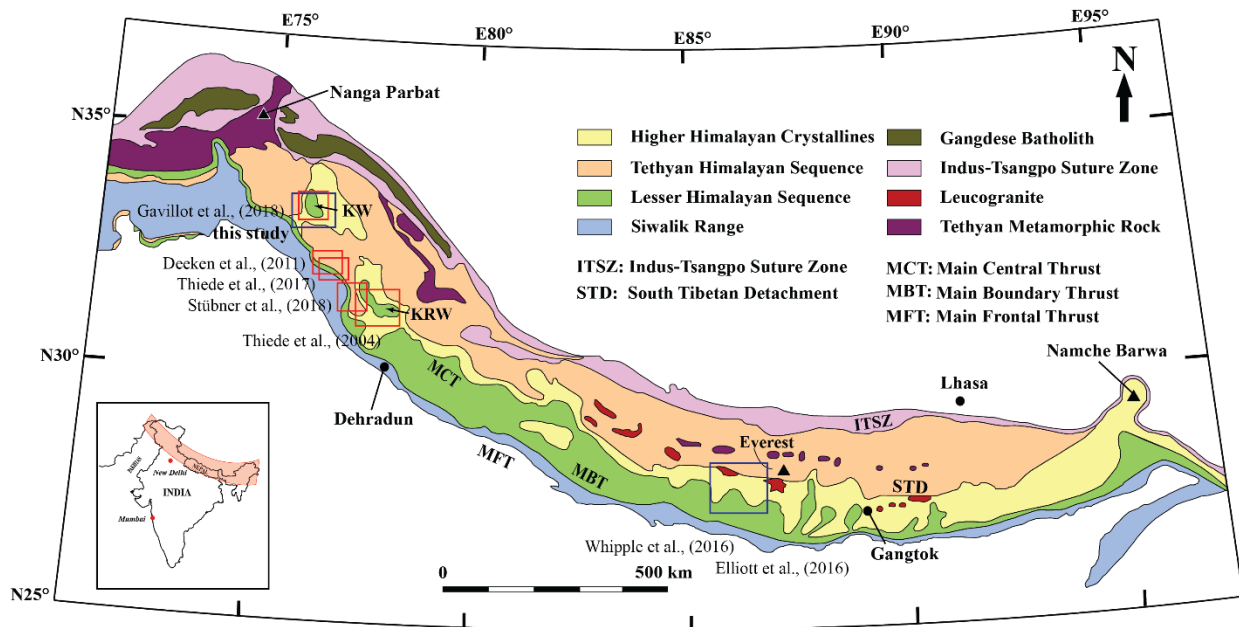 E75°
E80°
E85°
E90°
E95°
N
N35°
Nanga Parbat
Higher Himalayan Crystallines
Gangdese Batholith
Tethyan Himalayan Sequence
Indus-Tsangpo Suture Zone
Lesser Himalayan Sequence
Leucogranite
Siwalik Range
Tethyan Metamorphic Rock
Gavillot et al., (2018)
KW
this study
ITSZ: Indus-Tsangpo Suture Zone
MCT: Main Central Thrust
Deeken et al., (2011)
STD: South Tibetan Detachment
MBT: Main Boundary Thrust
Thiede et al., (2017)
MFT: Main Frontal Thrust
Stübner et al., (2018)
KRW
Thiede et al., (2004)
N30°
Namche Barwa
MCT
Lhasa
Dehradun
ITSZ
Everest
MFT
MBT
STD
NEPAL
New Delhi
INDIA
Mumbai
Gangtok
Whipple et al., (2016)
Elliott et al., (2016)
0
500 km
N25°